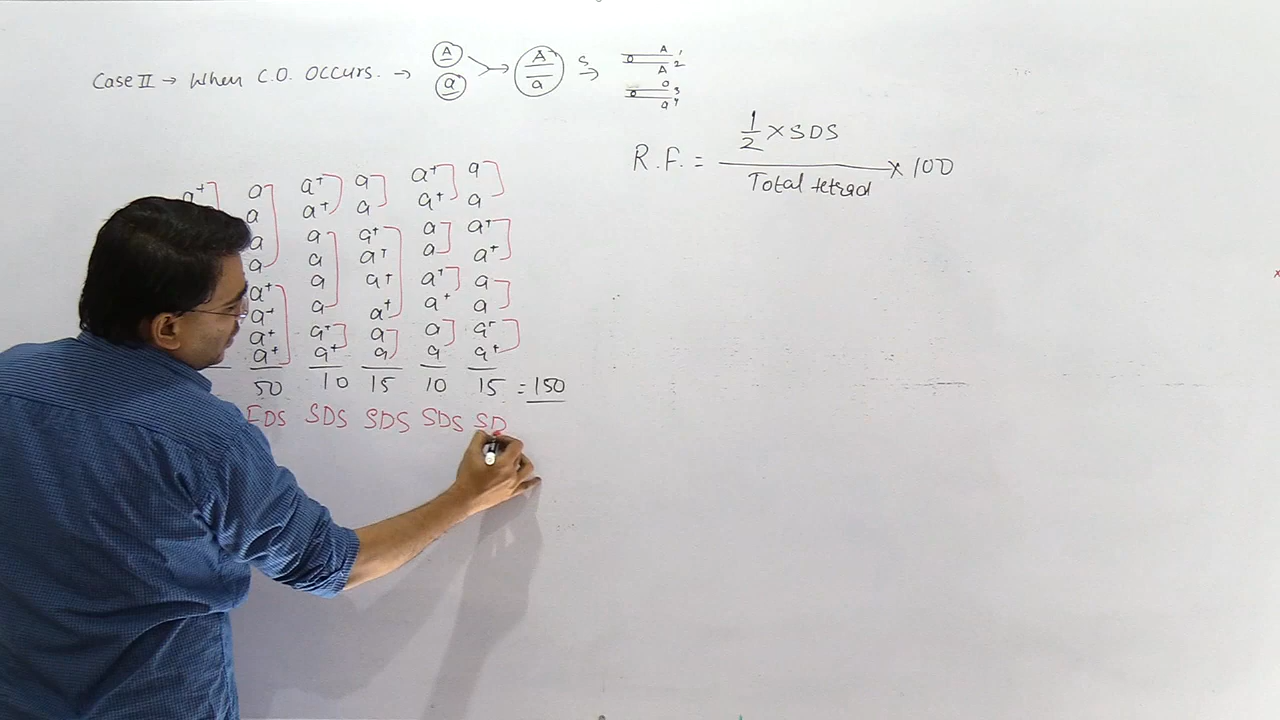 Case II → When C.O. Occurs. → A a → A a S → A 1 A 2 a 3 a 4
R.F. = 1/2 × SDS / Total tetrad × 100
a+ a a+ a a+ a
a a+ a a+ a
a a a+ a a+
a a a+ a a+
a+ a a+ a+ a
a+ a a+ a+ a
a+ a+ a a a+
a+ a+ a a a+
50 10 15 10 15 = 150
SDS SDS SDS SD